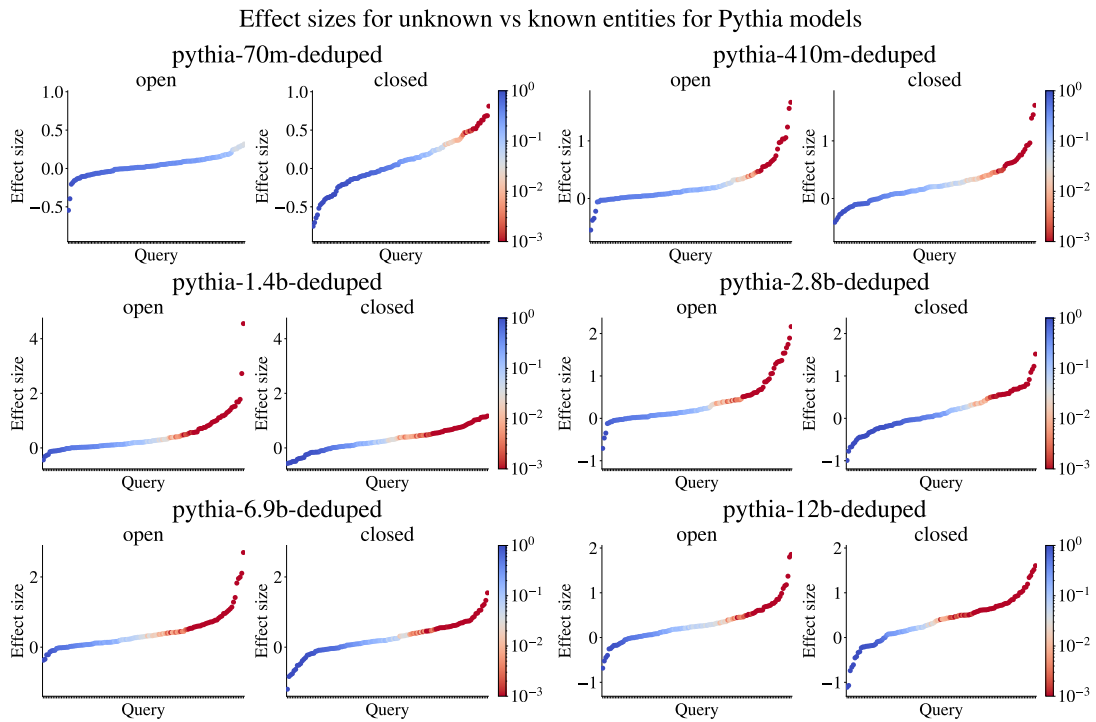 Effect sizes for unknown vs known entities for Pythia models
pythia-70m-deduped
open
closed
Effect size
1.0
0.5
0.0
−0.5
Query
Effect size
1.0
0.5
0.0
−0.5
10^0
10^-1
10^-2
10^-3
pythia-410m-deduped
open
closed
Effect size
1
0
Query
Effect size
1
0
Query
10^0
10^-1
10^-2
10^-3
pythia-1.4b-deduped
open
closed
Effect size
4
2
0
Query
Effect size
4
2
0
Query
10^0
10^-1
10^-2
10^-3
pythia-2.8b-deduped
open
closed
Effect size
2
1
0
−1
Query
Effect size
2
1
0
−1
Query
10^0
10^-1
10^-2
10^-3
pythia-6.9b-deduped
open
closed
Effect size
2
0
Query
Effect size
2
0
Query
10^0
10^-1
10^-2
10^-3
pythia-12b-deduped
open
closed
Effect size
2
1
0
−1
Query
Effect size
2
1
0
−1
Query
10^0
10^-1
10^-2
10^-3